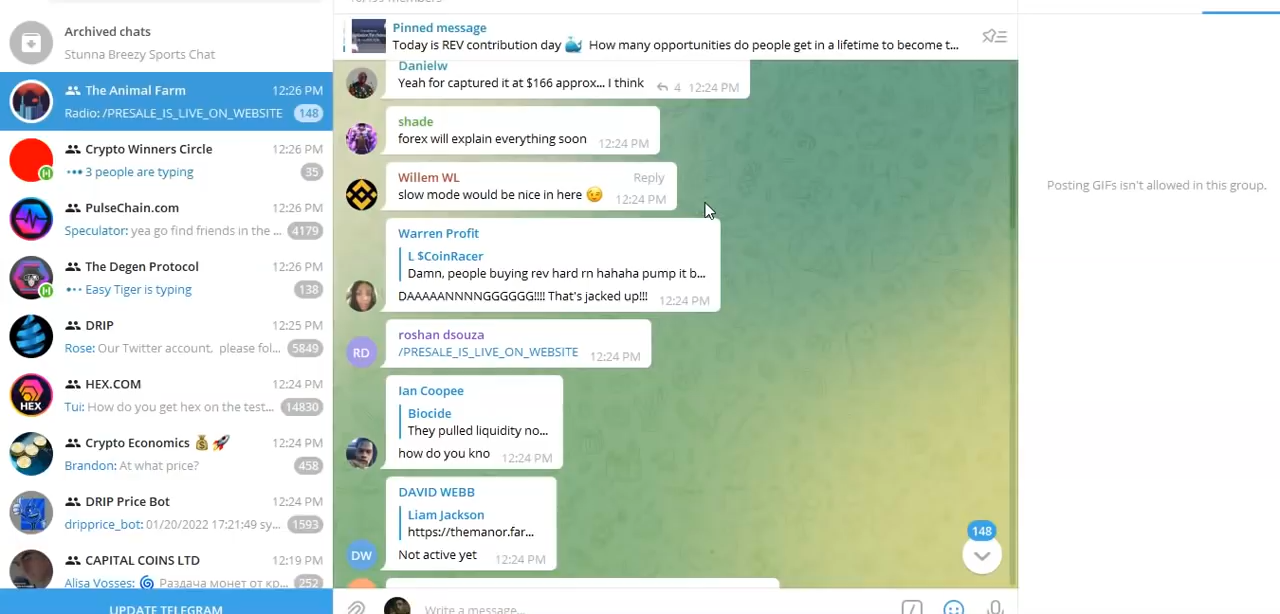 Archived chats
Stunna Breezy Sports Chat
The Animal Farm 12:26 PM
Radio: /PRESALE_IS_LIVE_ON_WEBSITE 148
Crypto Winners Circle 12:26 PM
3 people are typing 35
PulseChain.com 12:26 PM
Speculator: yea go find friends in the ... 4179
The Degen Protocol 12:26 PM
Easy Tiger is typing 138
DRIP 12:25 PM
Rose: Our Twitter account, please fol... 5849
HEX.COM 12:24 PM
Tui: How do you get hex on the test... 14830
HEX
Crypto Economics 💰 🚀 12:24 PM
Brandon: At what price? 458
DRIP Price Bot 12:24 PM
dripprice_bot: 01/20/2022 17:21:49 sy... 1593
CAPITAL COINS LTD 12:19 PM
Alisa Vosses: 🌀 Раздача монет от кр... 252
UPDATE TELEGRAM
Pinned message
Today is REV contribution day 🐳 How many opportunities do people get in a lifetime to become t...
Danielw
Yeah for captured it at $166 approx... I think 4 12:24 PM
shade
forex will explain everything soon 12:24 PM
Willem WL Reply
slow mode would be nice in here 😉 12:24 PM
Warren Profit
L $CoinRacer
Damn, people buying rev hard rn hahaha pump it b...
DAAAAANNNNGGGGGG!!!! That's jacked up!!! 12:24 PM
roshan dsouza
RD /PRESALE_IS_LIVE_ON_WEBSITE 12:24 PM
Ian Coopee
Biocide
They pulled liquidity no...
how do you kno 12:24 PM
DAVID WEBB
Liam Jackson
https://themanor.far...
DW Not active yet 12:24 PM
148
Write a message...
Posting GIFs isn't allowed in this group.